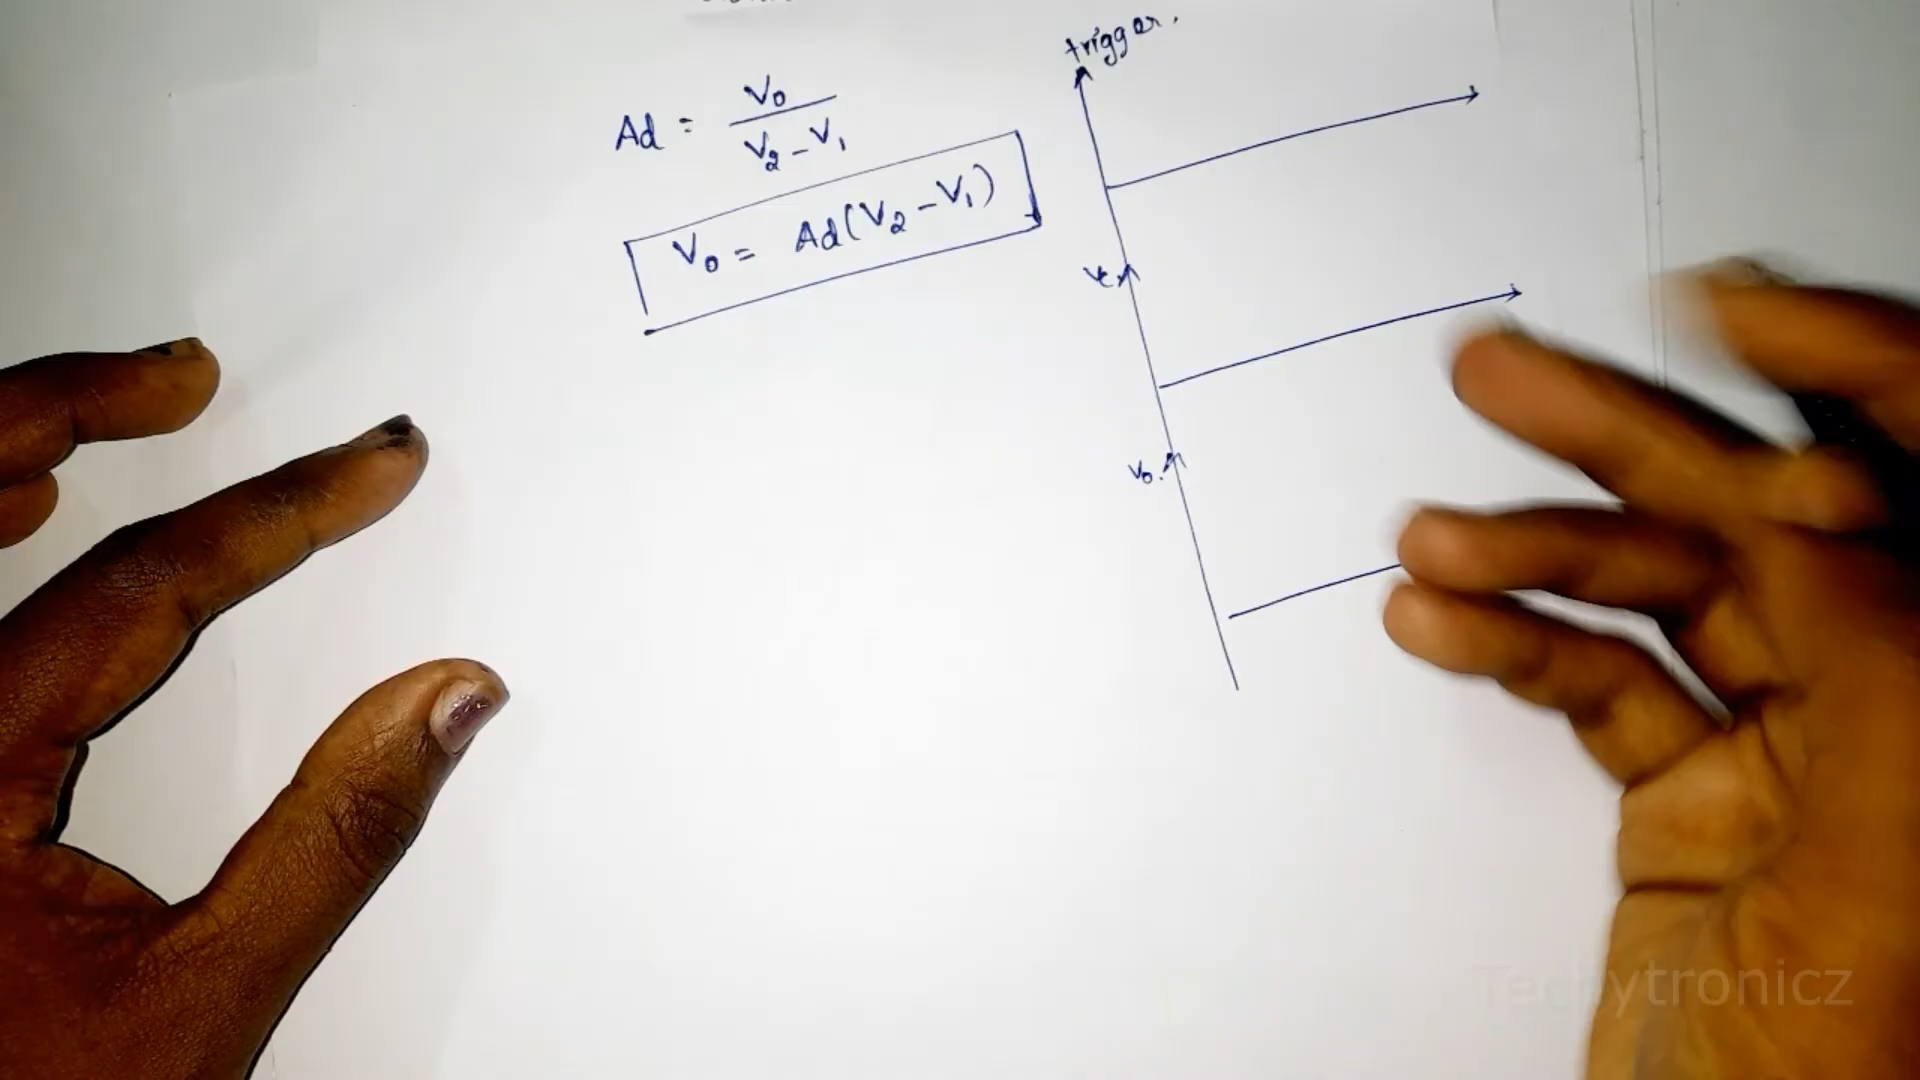 Ad = V0 / V2 - V1
V0 = Ad(V2 - V1)
trigger.
Vc
V0.
Techytronicz